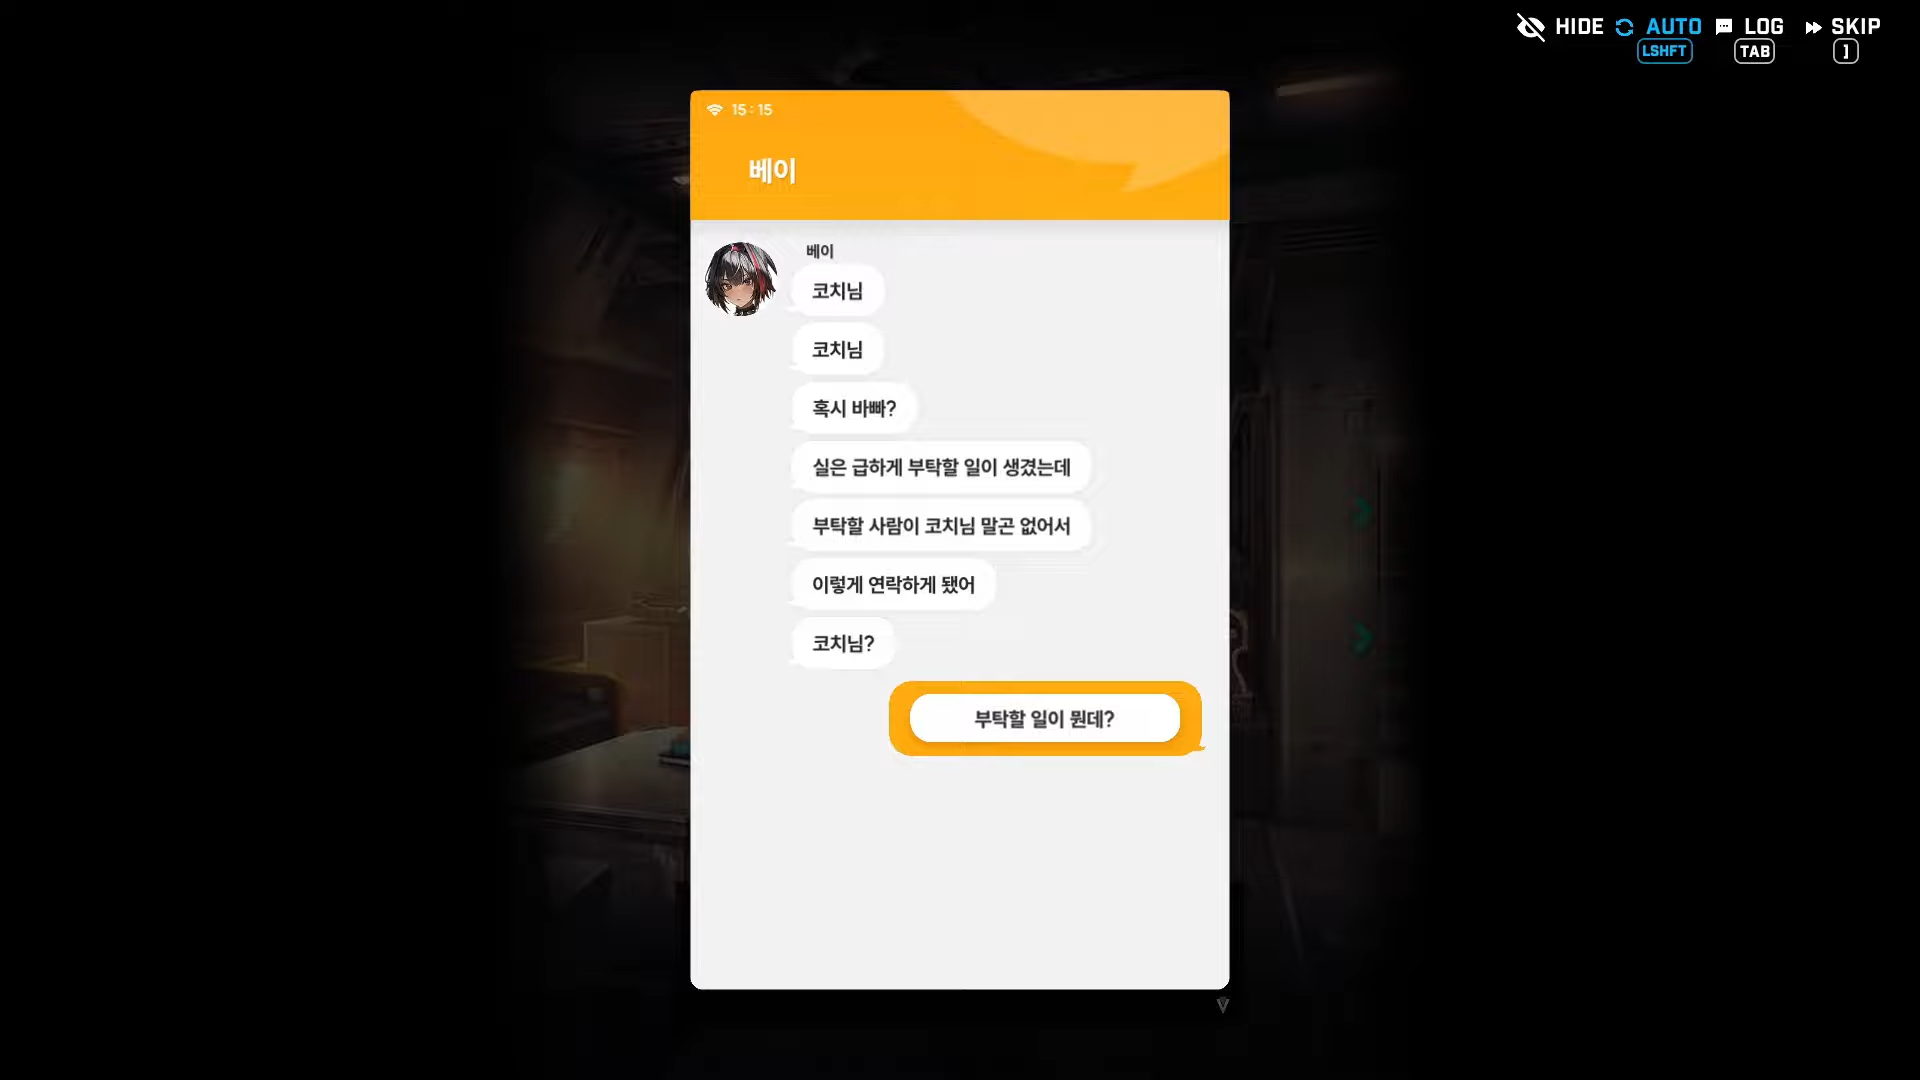 HIDE AUTO LOG SKIP
LSHFT TAB ]
15:15
베이
베이
코치님
코치님
혹시 바빠?
실은 급하게 부탁할 일이 생겼는데
부탁할 사람이 코치님 말곤 없어서
이렇게 연락하게 됐어
코치님?
부탁할 일이 뭔데?